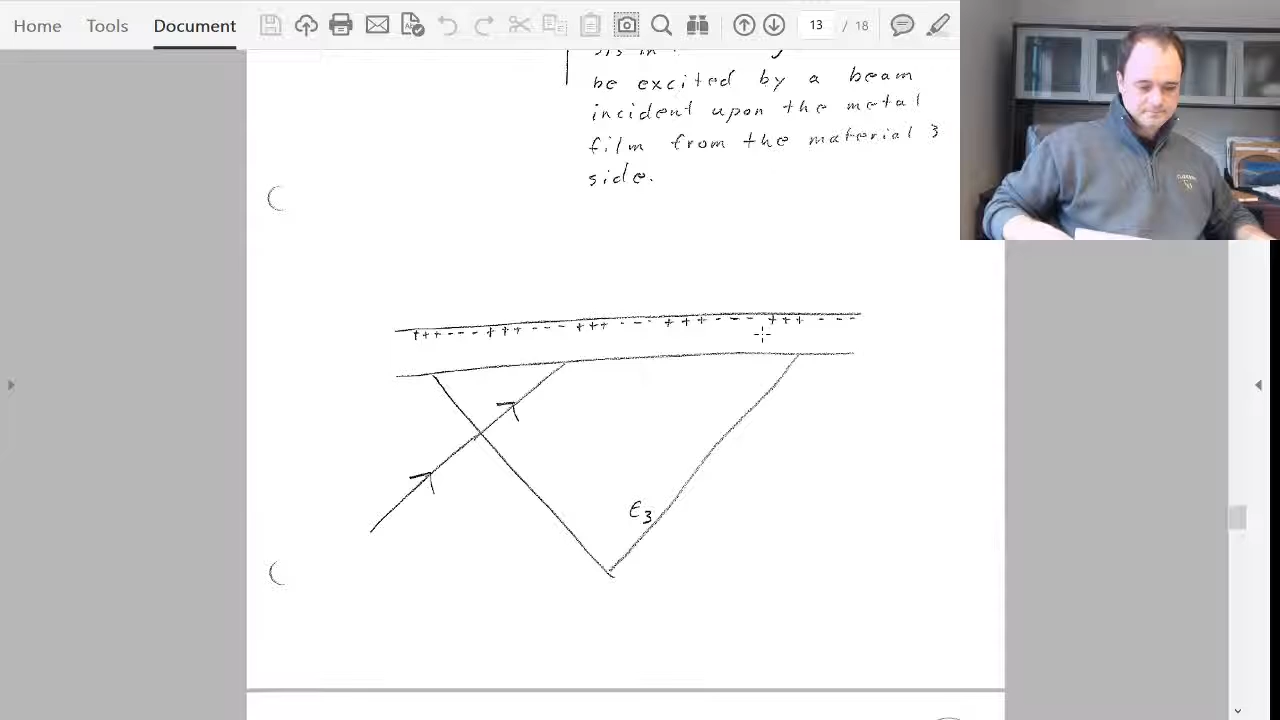 Home Tools Document 13 / 18
be excited by a beam
incident upon the metal
film from the material 3
side.
+++---+++---+++---+++---+++---
ϵ3